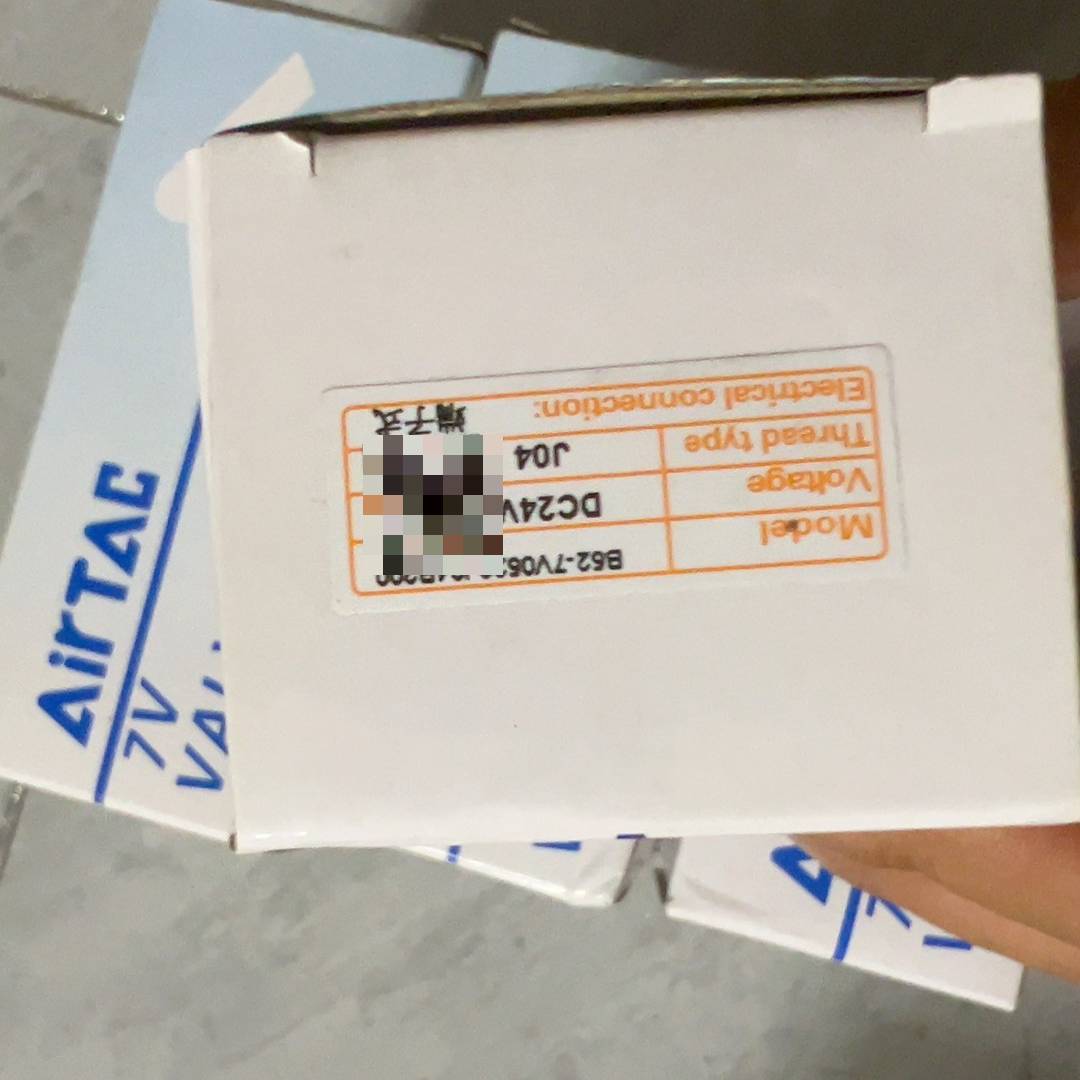 Model
Voltage DC24V
Thread type J04
Electrical connection: 端子式
AirTAC
7V